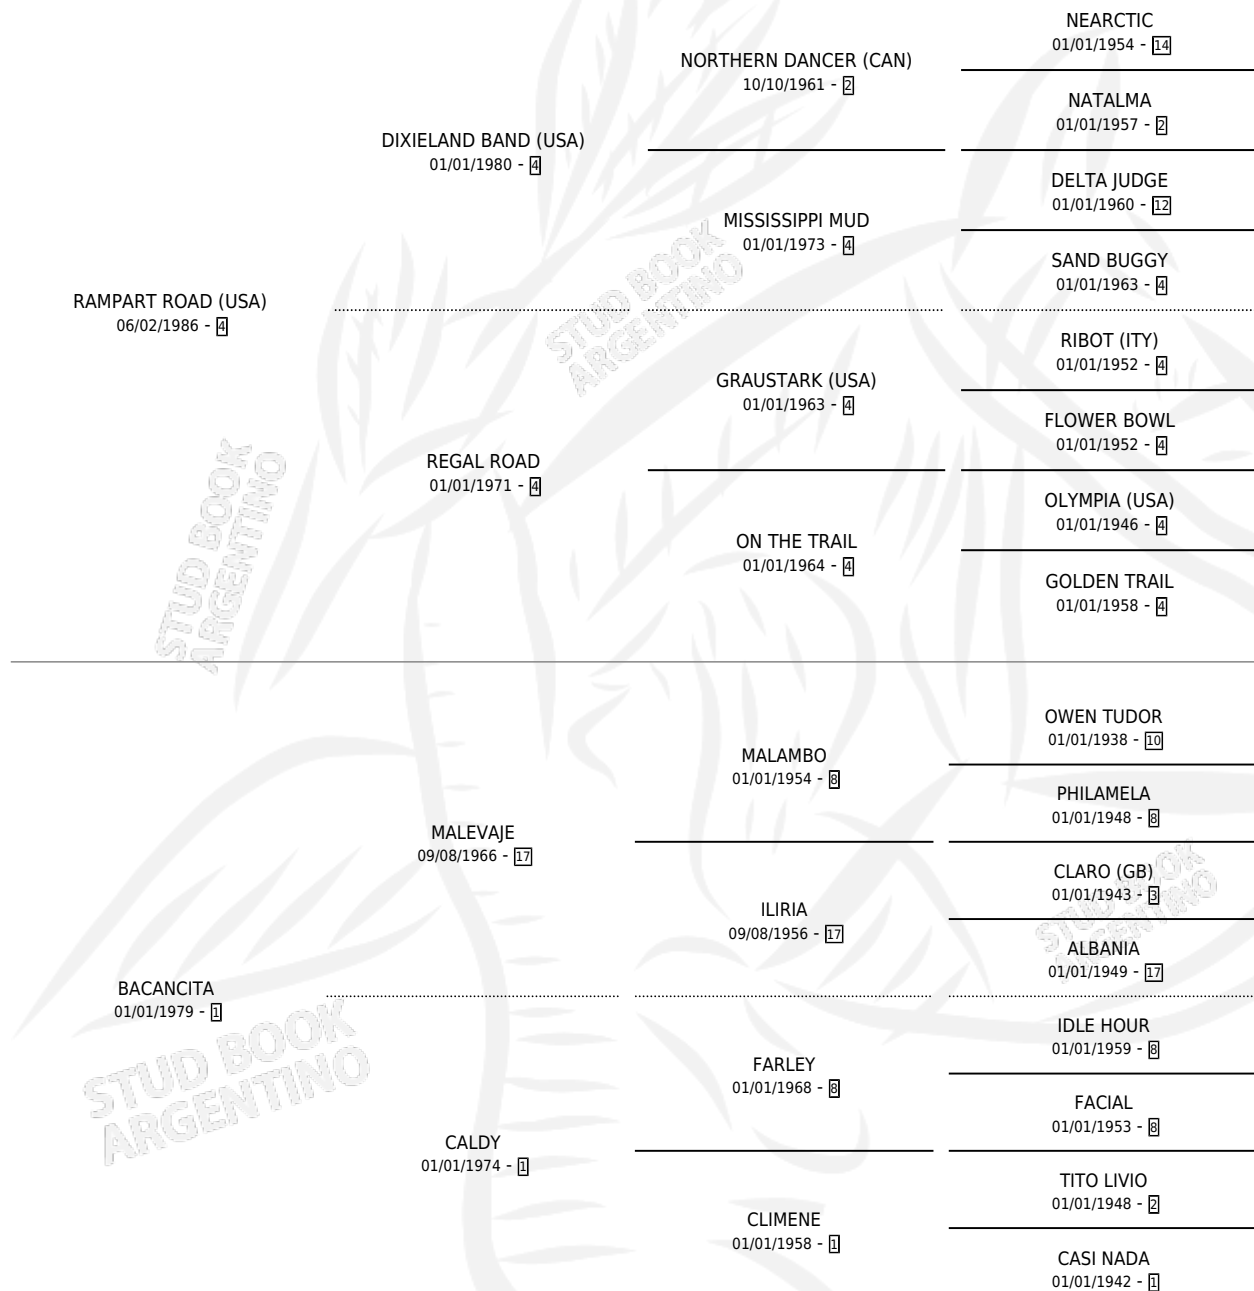 NEARCTIC
01/01/1954 - 14
NORTHERN DANCER (CAN)
10/10/1961 - 2
NATALMA
01/01/1957 - 2
DIXIELAND BAND (USA)
01/01/1980 - 4
DELTA JUDGE
01/01/1960 - 12
MISSISSIPPI MUD
01/01/1973 - 4
SAND BUGGY
01/01/1963 - 4
STUD BOOK
ARGENTINO
RAMPART ROAD (USA)
06/02/1986 - 4
RIBOT (ITY)
01/01/1952 - 4
GRAUSTARK (USA)
01/01/1963 - 4
FLOWER BOWL
01/01/1952 - 4
REGAL ROAD
01/01/1971 - 4
OLYMPIA (USA)
01/01/1946 - 4
ON THE TRAIL
01/01/1964 - 4
GOLDEN TRAIL
01/01/1958 - 4
STUD BOOK
ARGENTINO
OWEN TUDOR
01/01/1938 - 10
MALAMBO
01/01/1954 - 8
PHILAMELA
01/01/1948 - 8
MALEVAJE
09/08/1966 - 17
CLARO (GB)
01/01/1943 - 3
ILIRIA
09/08/1956 - 17
ALBANIA
01/01/1949 - 17
STUD BOOK
ARGENTINO
BACANCITA
01/01/1979 - 1
IDLE HOUR
01/01/1959 - 8
FARLEY
01/01/1968 - 8
FACIAL
01/01/1953 - 8
STUD BOOK
ARGENTINO
CALDY
01/01/1974 - 1
TITO LIVIO
01/01/1948 - 2
CLIMENE
01/01/1958 - 1
CASI NADA
01/01/1942 - 1